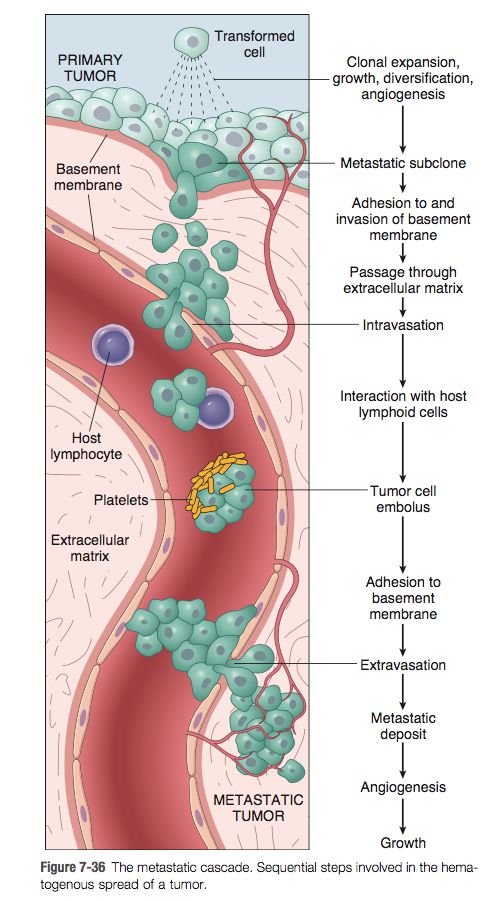 Transformed
cell
PRIMARY
TUMOR
Basement
membrane
Host
lymphocyte
Platelets
Extracellular
matrix
METASTATIC
TUMOR
Clonal expansion,
growth, diversification,
angiogenesis
Metastatic subclone
Adhesion to and
invasion of basement
membrane
Passage through
extracellular matrix
Intravasation
Interaction with host
lymphoid cells
Tumor cell
embolus
Adhesion to
basement
membrane
Extravasation
Metastatic
deposit
Angiogenesis
Growth
Figure 7-36 The metastatic cascade. Sequential steps involved in the hema-
togenous spread of a tumor.